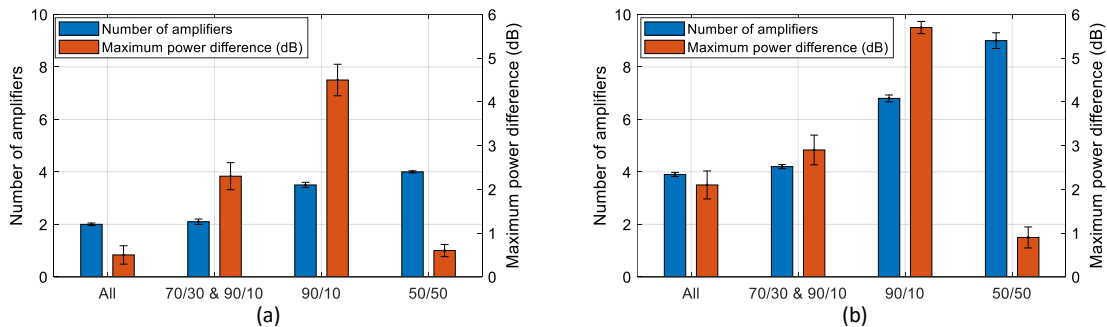 Number of amplifiers
Maximum power difference (dB)
10
8
6
4
2
0
Number of amplifiers
6
5
4
3
2
1
0
Maximum power difference (dB)
All
70/30 & 90/10
90/10
50/50
(a)
Number of amplifiers
Maximum power difference (dB)
10
8
6
4
2
0
Number of amplifiers
6
5
4
3
2
1
0
Maximum power difference (dB)
All
70/30 & 90/10
90/10
50/50
(b)